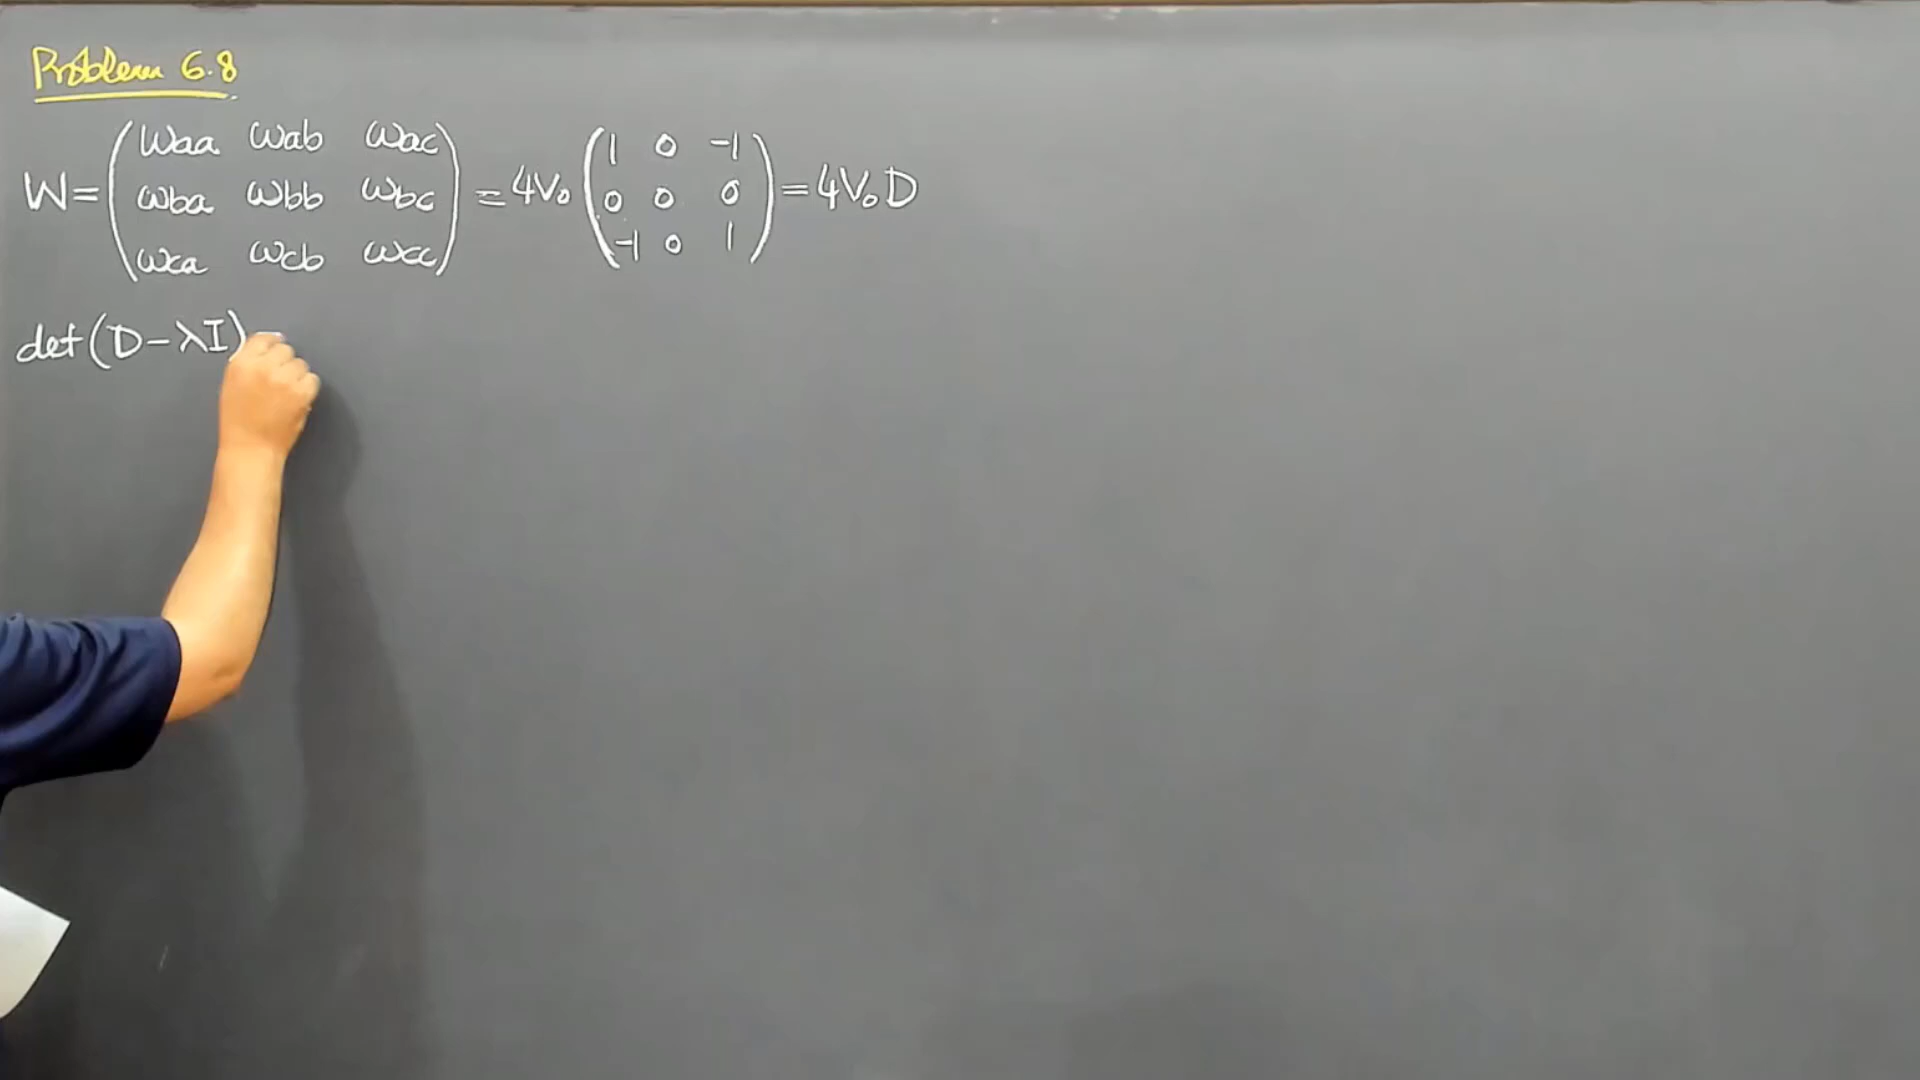 Problem 6.8
W = ( Waa Wab Wac
Wba Wbb Wbc
Wca Wcb Wcc ) = 4V₀ ( 1 0 -1
0 0 0
-1 0 1 ) = 4V₀D
det(D-λI) =